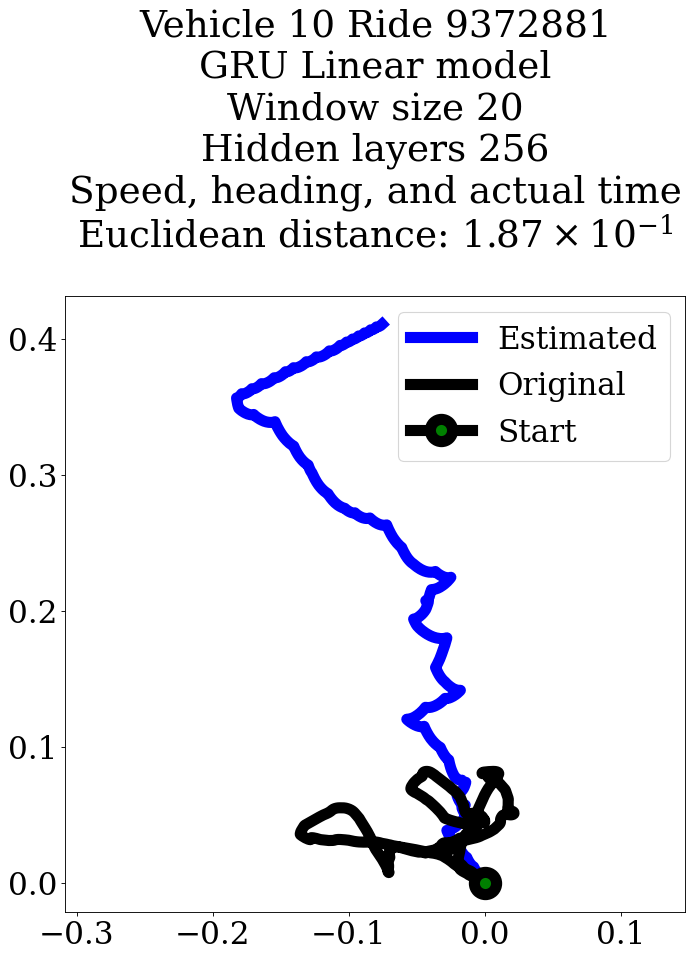 Vehicle 10 Ride 9372881
GRU Linear model
Window size 20
Hidden layers 256
Speed, heading, and actual time
Euclidean distance: 1.87 × 10⁻¹
Estimated
Original
Start
0.4
0.3
0.2
0.1
0.0
−0.3 −0.2 −0.1 0.0 0.1